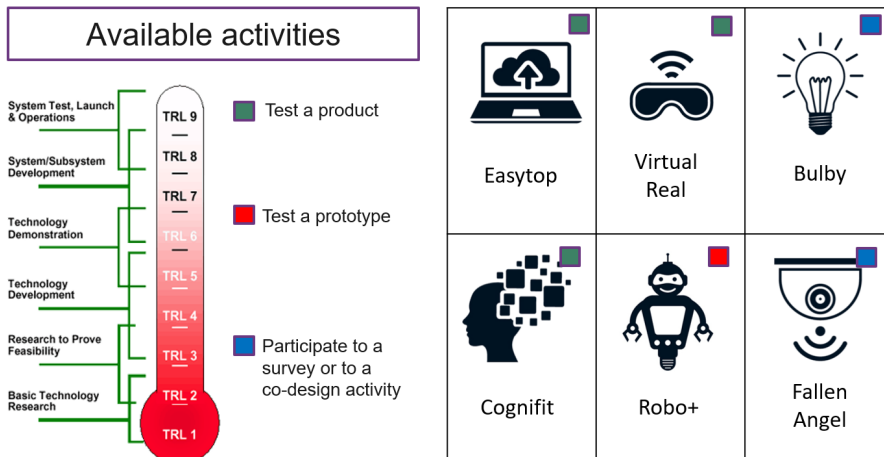 Available activities
System Test, Launch
& Operations
System/Subsystem
Development
Technology
Demonstration
Technology
Development
Research to Prove
Feasibility
Basic Technology
Research
TRL 9
TRL 8
TRL 7
TRL 6
TRL 5
TRL 4
TRL 3
TRL 2
TRL 1
Test a product
Test a prototype
Participate to a
survey or to a
co-design activity
Easytop
Virtual
Real
Bulby
Cognifit
Robo+
Fallen
Angel